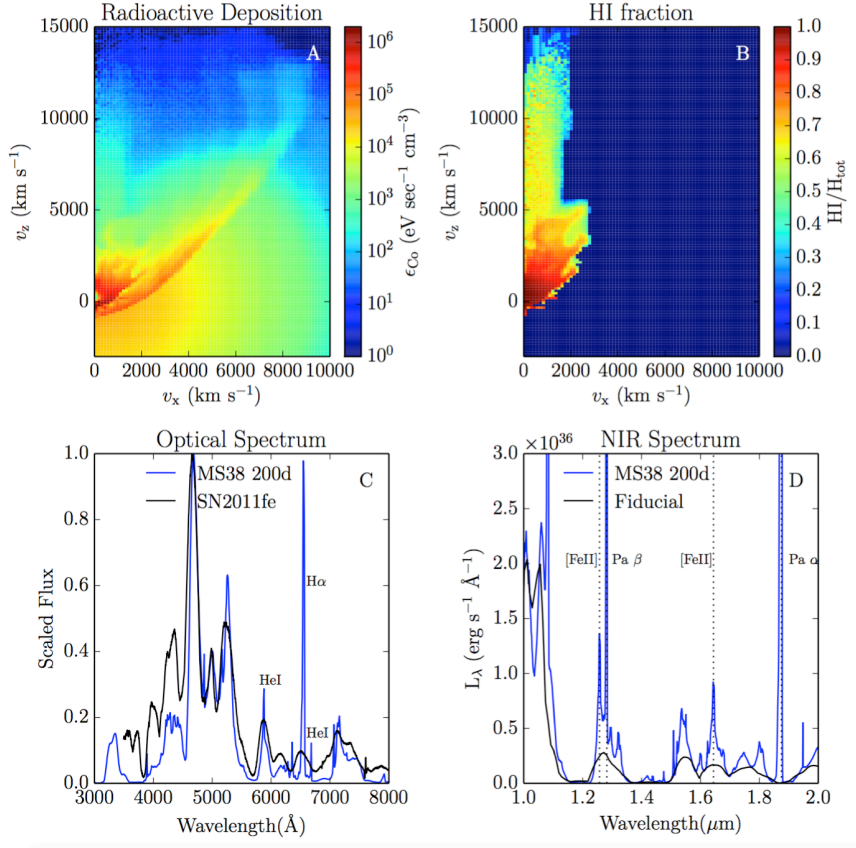 Radioactive Deposition
15000
10000
5000
0
v_z (km s⁻¹)
0 2000 4000 6000 8000 10000
v_x (km s⁻¹)
A
10⁶
10⁵
10⁴
10³
10²
10¹
10⁰
ϵ_Co (eV sec⁻¹ cm⁻³)
HI fraction
15000
10000
5000
0
v_z (km s⁻¹)
0 2000 4000 6000 8000 10000
v_x (km s⁻¹)
B
1.0
0.9
0.8
0.7
0.6
0.5
0.4
0.3
0.2
0.1
0.0
HI/H_tot
Optical Spectrum
1.0
0.8
0.6
0.4
0.2
0.0
Scaled Flux
MS38 200d
SN2011fe
C
Hα
HeI
HeI
3000 4000 5000 6000 7000 8000
Wavelength(Å)
×10³⁶
NIR Spectrum
3.0
2.5
2.0
1.5
1.0
0.5
0.0
L_λ (erg s⁻¹ Å⁻¹)
MS38 200d
Fiducial
D
[FeII]
Pa β
[FeII]
Pa α
1.0 1.2 1.4 1.6 1.8 2.0
Wavelength(μm)